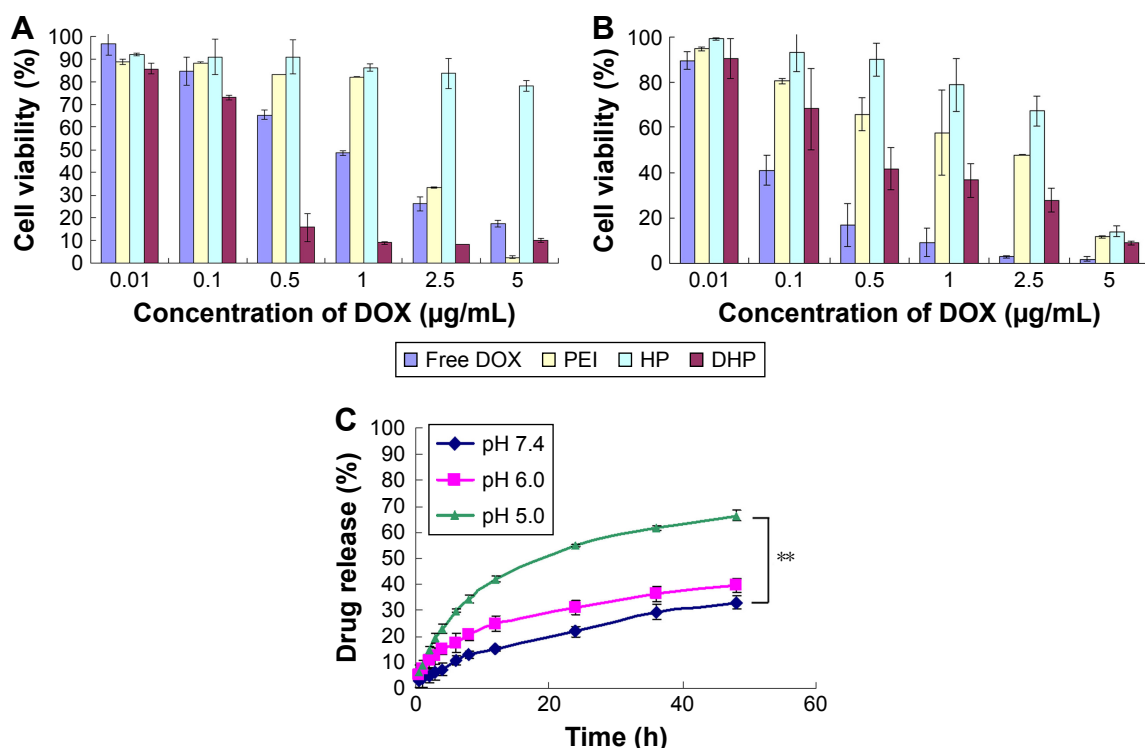 A
Cell viability (%)
100
90
80
70
60
50
40
30
20
10
0
0.01 0.1 0.5 1 2.5 5
Concentration of DOX (µg/mL)
B
Cell viability (%)
100
80
60
40
20
0
0.01 0.1 0.5 1 2.5 5
Concentration of DOX (µg/mL)
Free DOX PEI HP DHP
C
Drug release (%)
100
90
80
70
60
50
40
30
20
10
0
pH 7.4
pH 6.0
pH 5.0
**
0 20 40 60
Time (h)